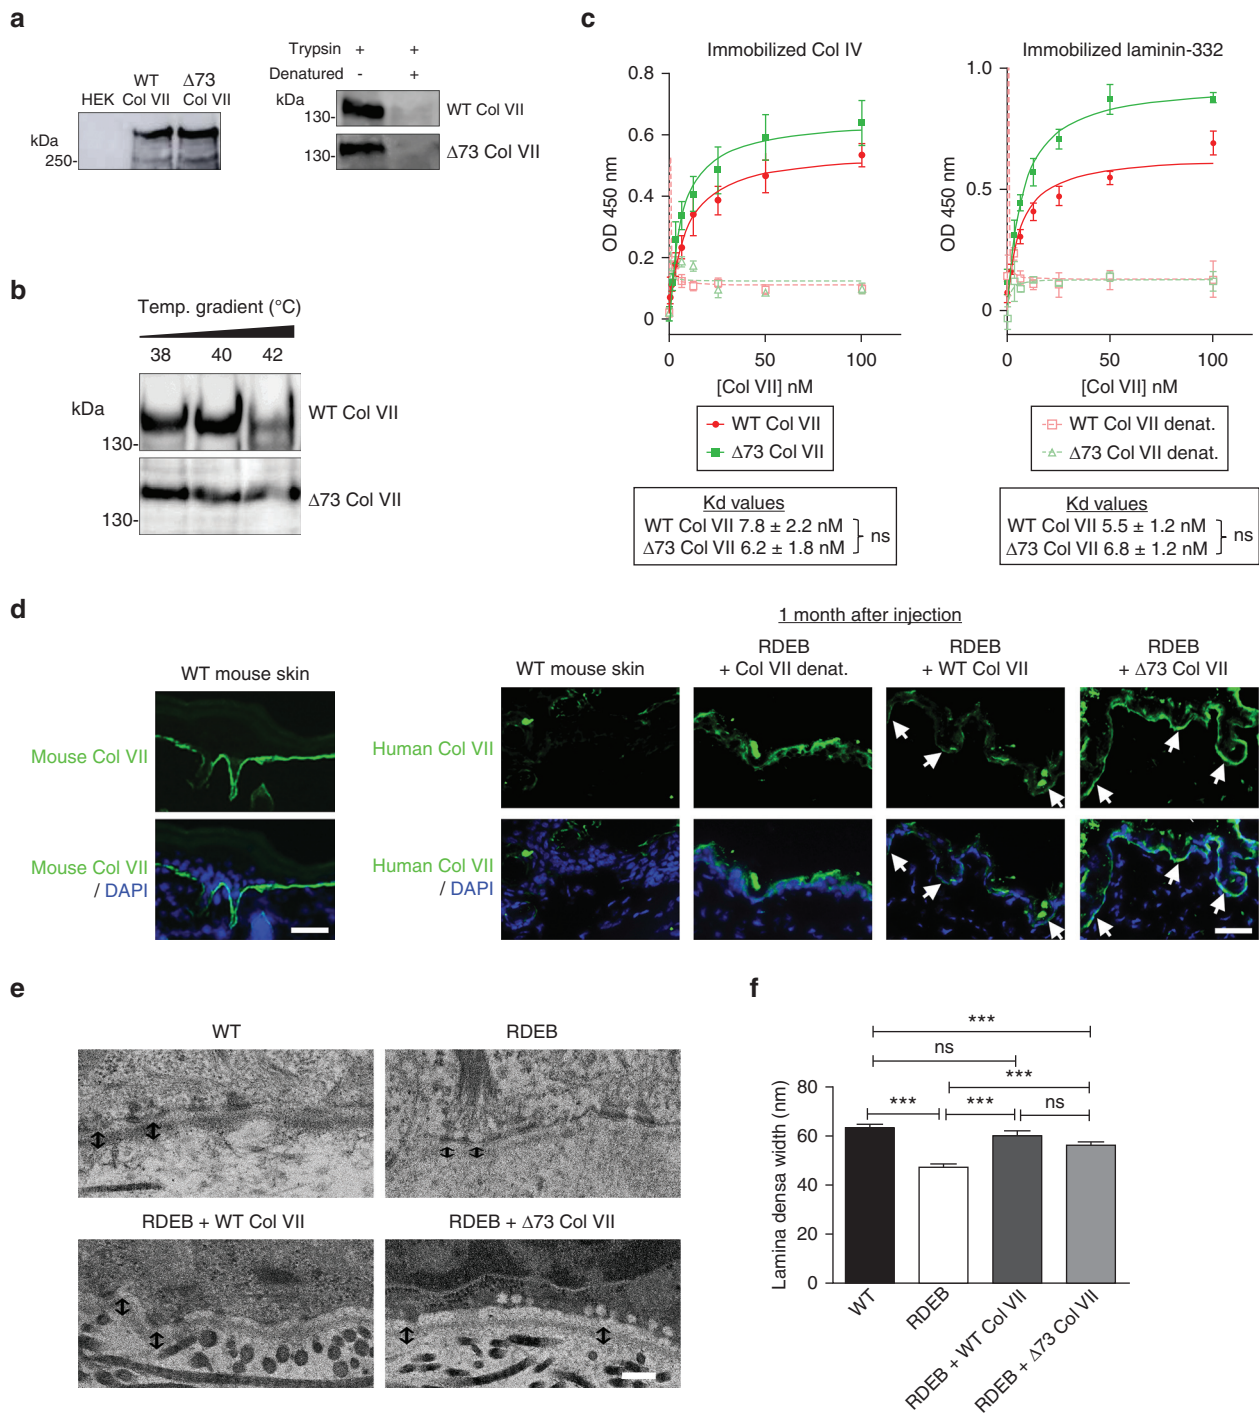 a
HEK
WT
Col VII
Δ73
Col VII
kDa
250-
Trypsin + +
Denatured - +
kDa
130-
WT Col VII
130-
Δ73 Col VII
b
Temp. gradient (°C)
38 40 42
kDa
130-
WT Col VII
130-
Δ73 Col VII
c
Immobilized Col IV
OD 450 nm
0.8
0.6
0.4
0.2
0
0 50 100
[Col VII] nM
WT Col VII
Δ73 Col VII
Kd values
WT Col VII 7.8 ± 2.2 nM
Δ73 Col VII 6.2 ± 1.8 nM
ns
Immobilized laminin-332
OD 450 nm
1.0
0.5
0
0 50 100
[Col VII] nM
WT Col VII denat.
Δ73 Col VII denat.
Kd values
WT Col VII 5.5 ± 1.2 nM
Δ73 Col VII 6.8 ± 1.2 nM
ns
d
1 month after injection
WT mouse skin
Mouse Col VII
Mouse Col VII
/ DAPI
WT mouse skin
RDEB
+ Col VII denat.
RDEB
+ WT Col VII
RDEB
+ Δ73 Col VII
Human Col VII
Human Col VII
/ DAPI
e
WT
RDEB
RDEB + WT Col VII
RDEB + Δ73 Col VII
f
***
ns
***
***
***
ns
Lamina densa width (nm)
80
60
40
20
0
WT
RDEB
RDEB + WT Col VII
RDEB + Δ73 Col VII